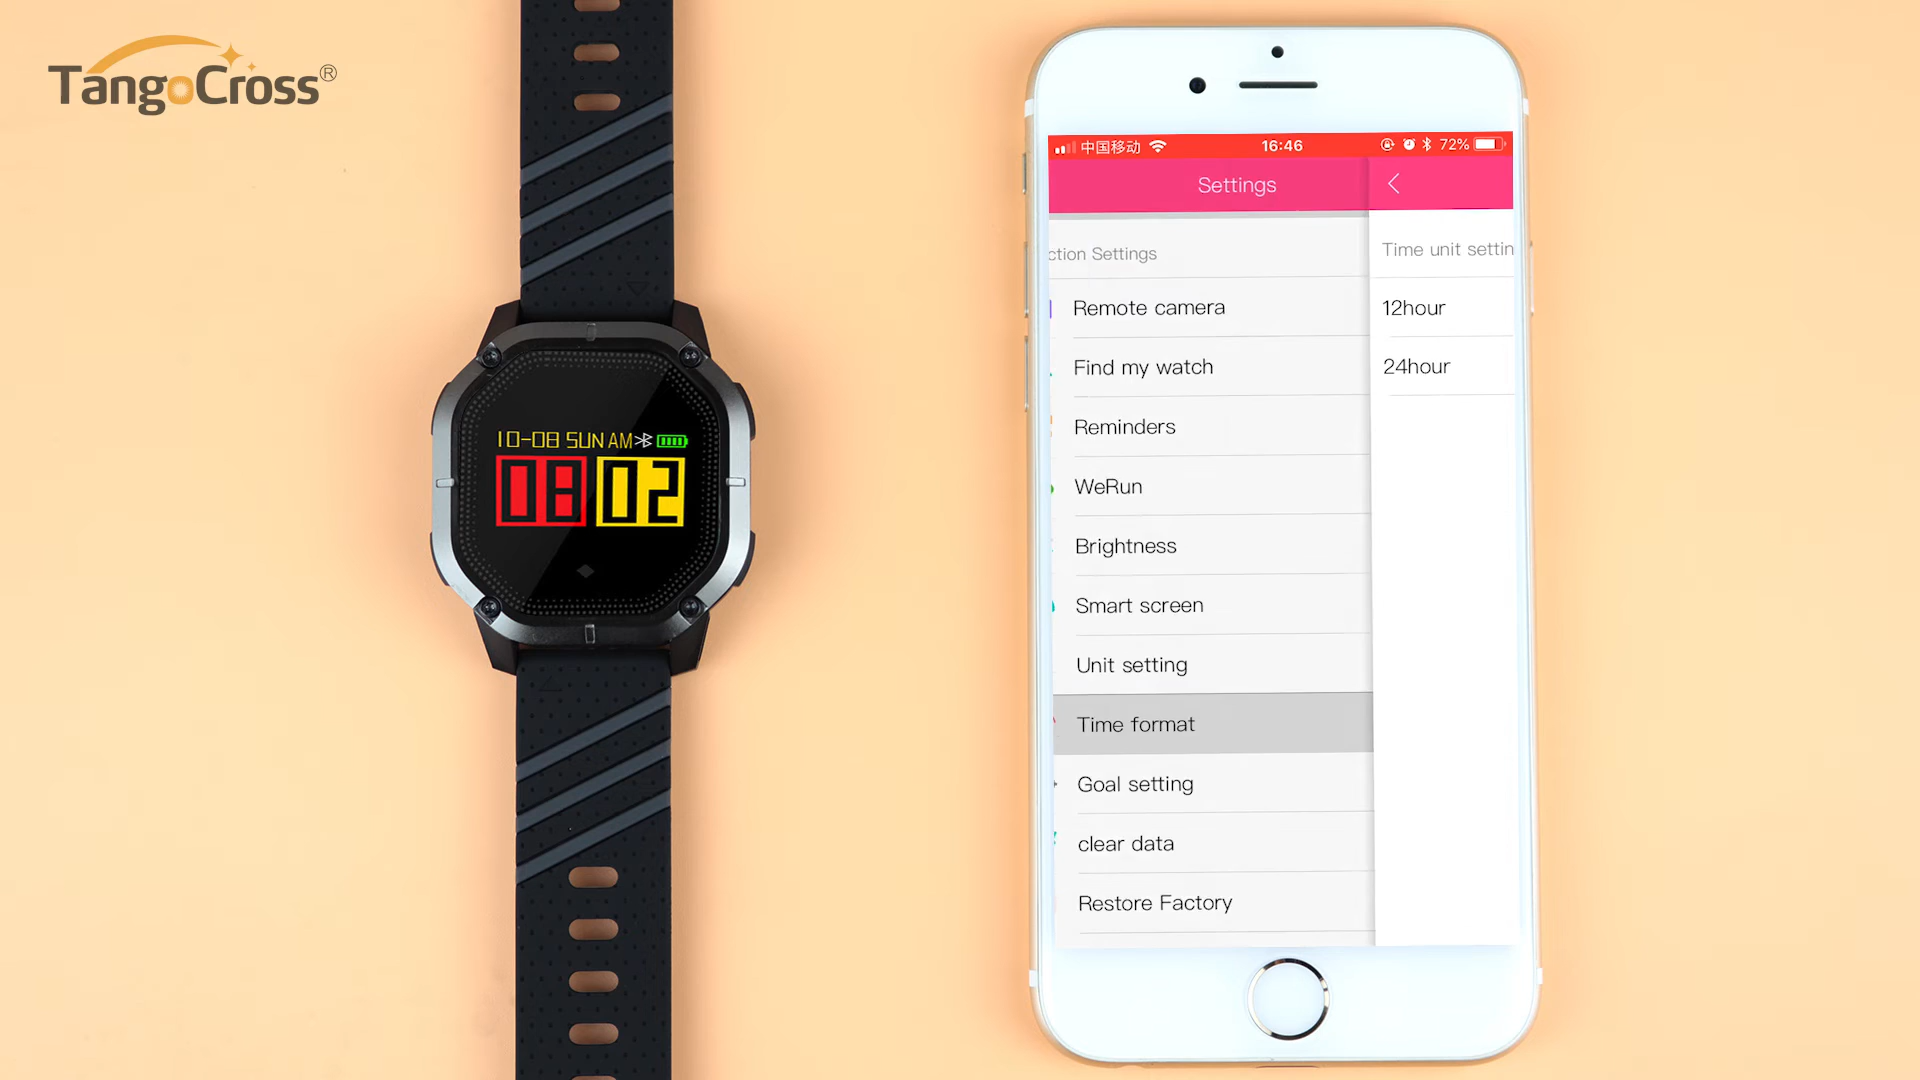 TangoCross®
10-08 SUN AM
08 02
中国移动
16:46
72%
Settings
ction Settings
Remote camera
Find my watch
Reminders
WeRun
Brightness
Smart screen
Unit setting
Time format
Goal setting
clear data
Restore Factory
Time unit settin
12hour
24hour